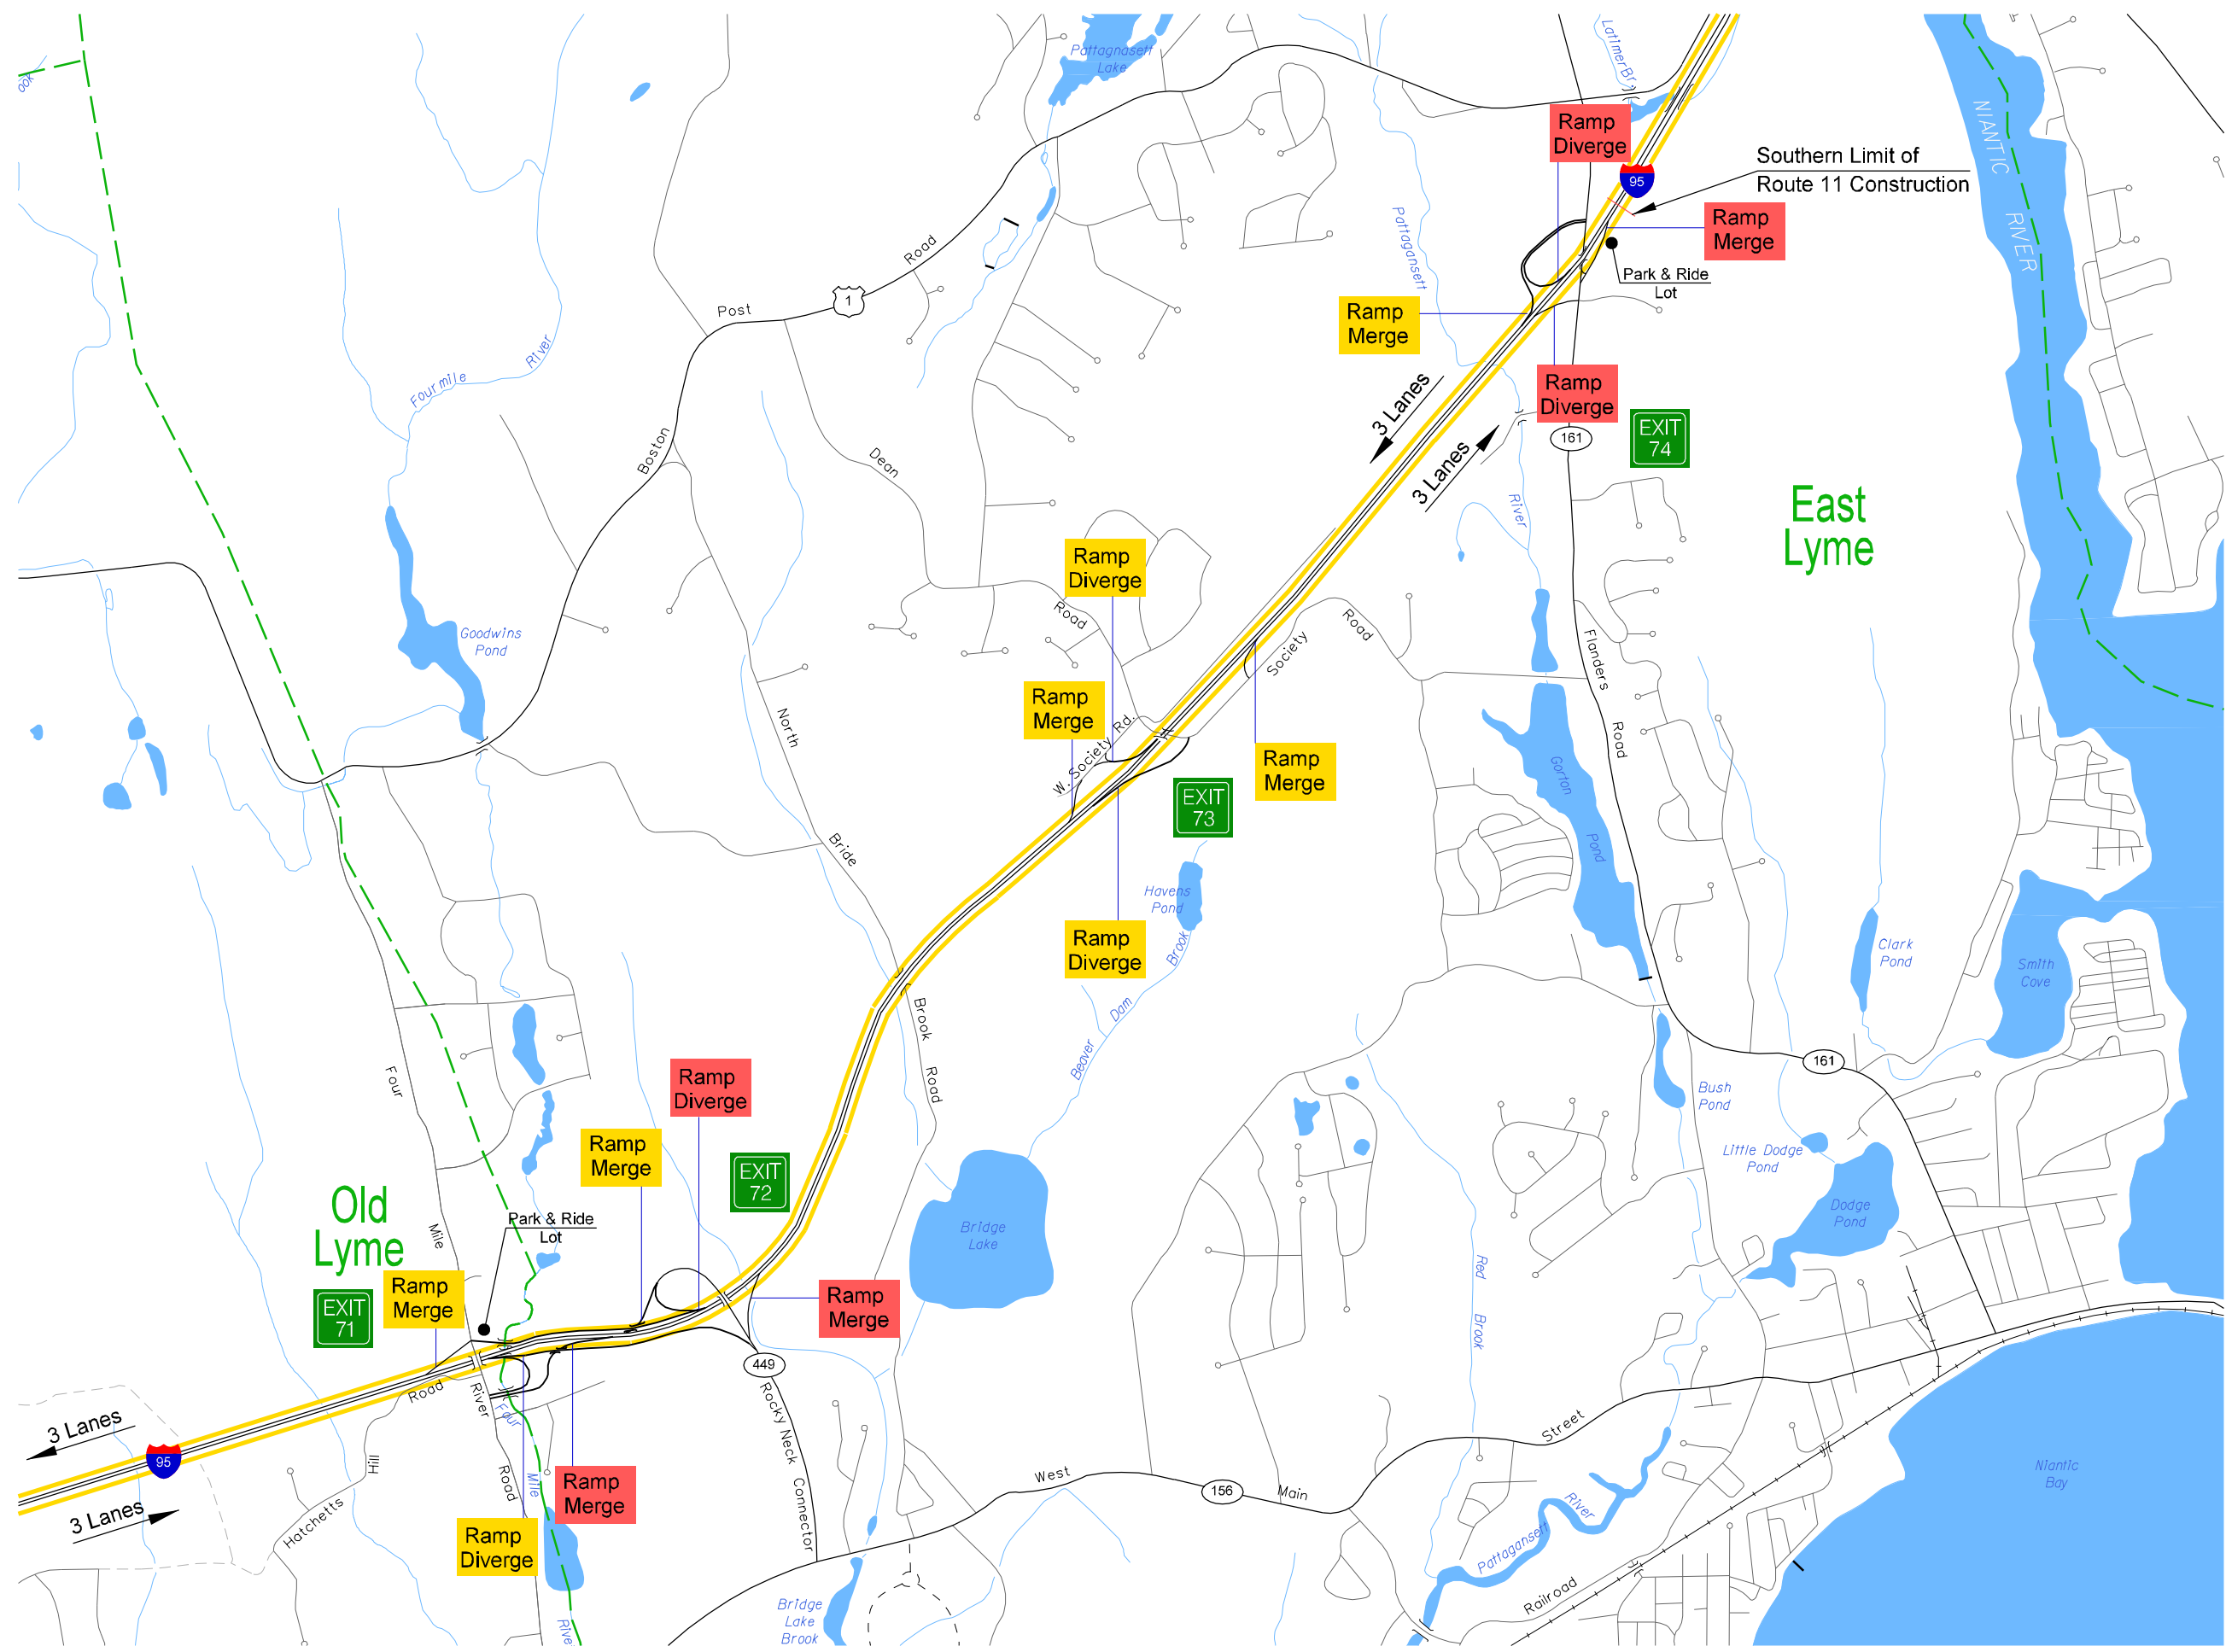 Pattagnasett
Lake
LatimerBr.
ook
Ramp
Diverge
95
Southern Limit of
Route 11 Construction
NIANTIC
RIVER
Ramp
Merge
Pattagansett
Park & Ride
Lot
Road
1
Post
Ramp
Merge
River
Fourmile
Ramp
Diverge
3 Lanes
3 Lanes
161
EXIT
74
Boston
Dean
River
East
Lyme
Ramp
Diverge
Road
Road
Society
Flanders
Goodwins
Pond
Ramp
Merge
W. Society Rd.
North
Road
Ramp
Merge
Gorton
Pond
EXIT
73
Bride
Havens
Pond
Brook
Ramp
Diverge
Clark
Pond
Smith
Cove
Dam
Beaver
Brook
Road
161
Four
Ramp
Diverge
Bush
Pond
Ramp
Merge
EXIT
72
Little Dodge
Pond
Old
Lyme
Mile
Park & Ride
Lot
Bridge
Lake
Dodge
Pond
Red
Brook
EXIT
71
Ramp
Merge
Ramp
Merge
449
Road
River
Four
Rocky Neck Connector
3 Lanes
95
Hill
Street
3 Lanes
Hatchetts
Road
Mile
Ramp
Merge
West
156
Main
Niantic
Bay
River
Pattagansett
Ramp
Diverge
Railroad
Bridge
Lake
Brook
River